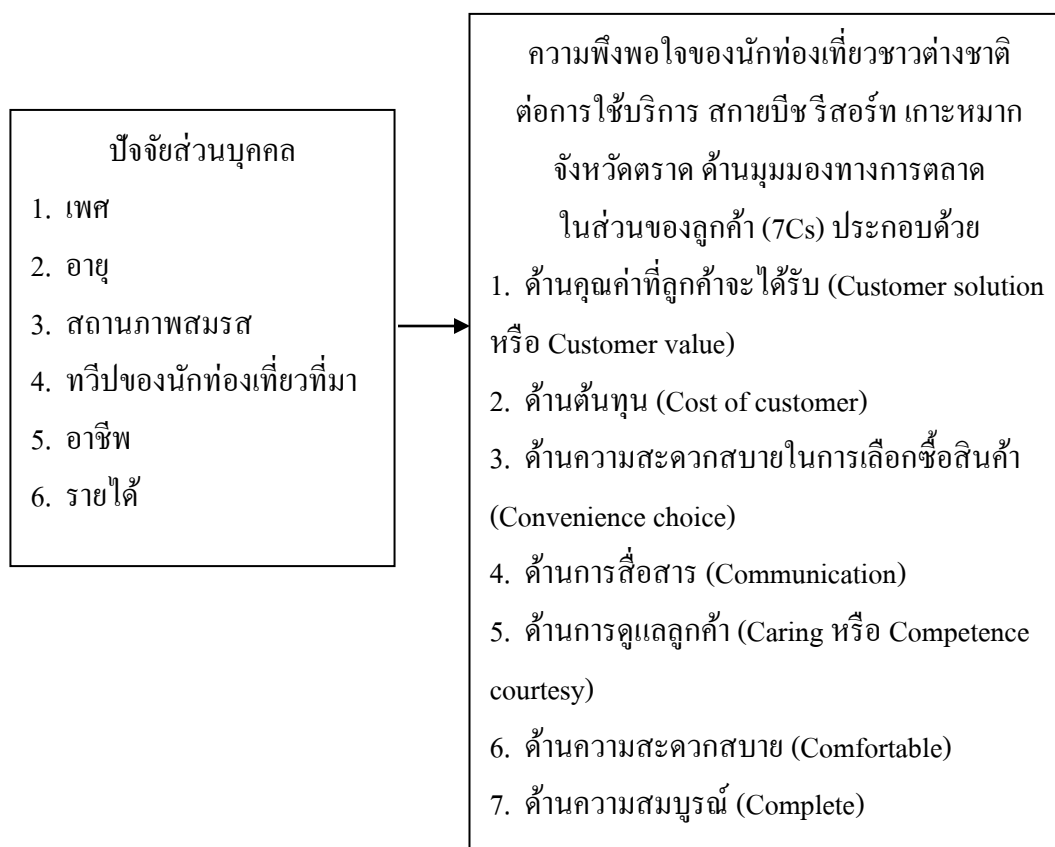 ปัจจัยส่วนบุคคล
1. เพศ
2. อายุ
3. สถานภาพสมรส
4. ทวีปของนักท่องเที่ยวที่มา
5. อาชีพ
6. รายได้
ความพึงพอใจของนักท่องเที่ยวชาวต่างชาติ
ต่อการใช้บริการ สกายบีช รีสอร์ท เกาะหมาก
จังหวัดตราด ด้านมุมมองทางการตลาด
ในส่วนของลูกค้า (7Cs) ประกอบด้วย
1. ด้านคุณค่าที่ลูกค้าจะได้รับ (Customer solution
หรือ Customer value)
2. ด้านต้นทุน (Cost of customer)
3. ด้านความสะดวกสบายในการเลือกซื้อสินค้า
(Convenience choice)
4. ด้านการสื่อสาร (Communication)
5. ด้านการดูแลลูกค้า (Caring หรือ Competence
courtesy)
6. ด้านความสะดวกสบาย (Comfortable)
7. ด้านความสมบูรณ์ (Complete)